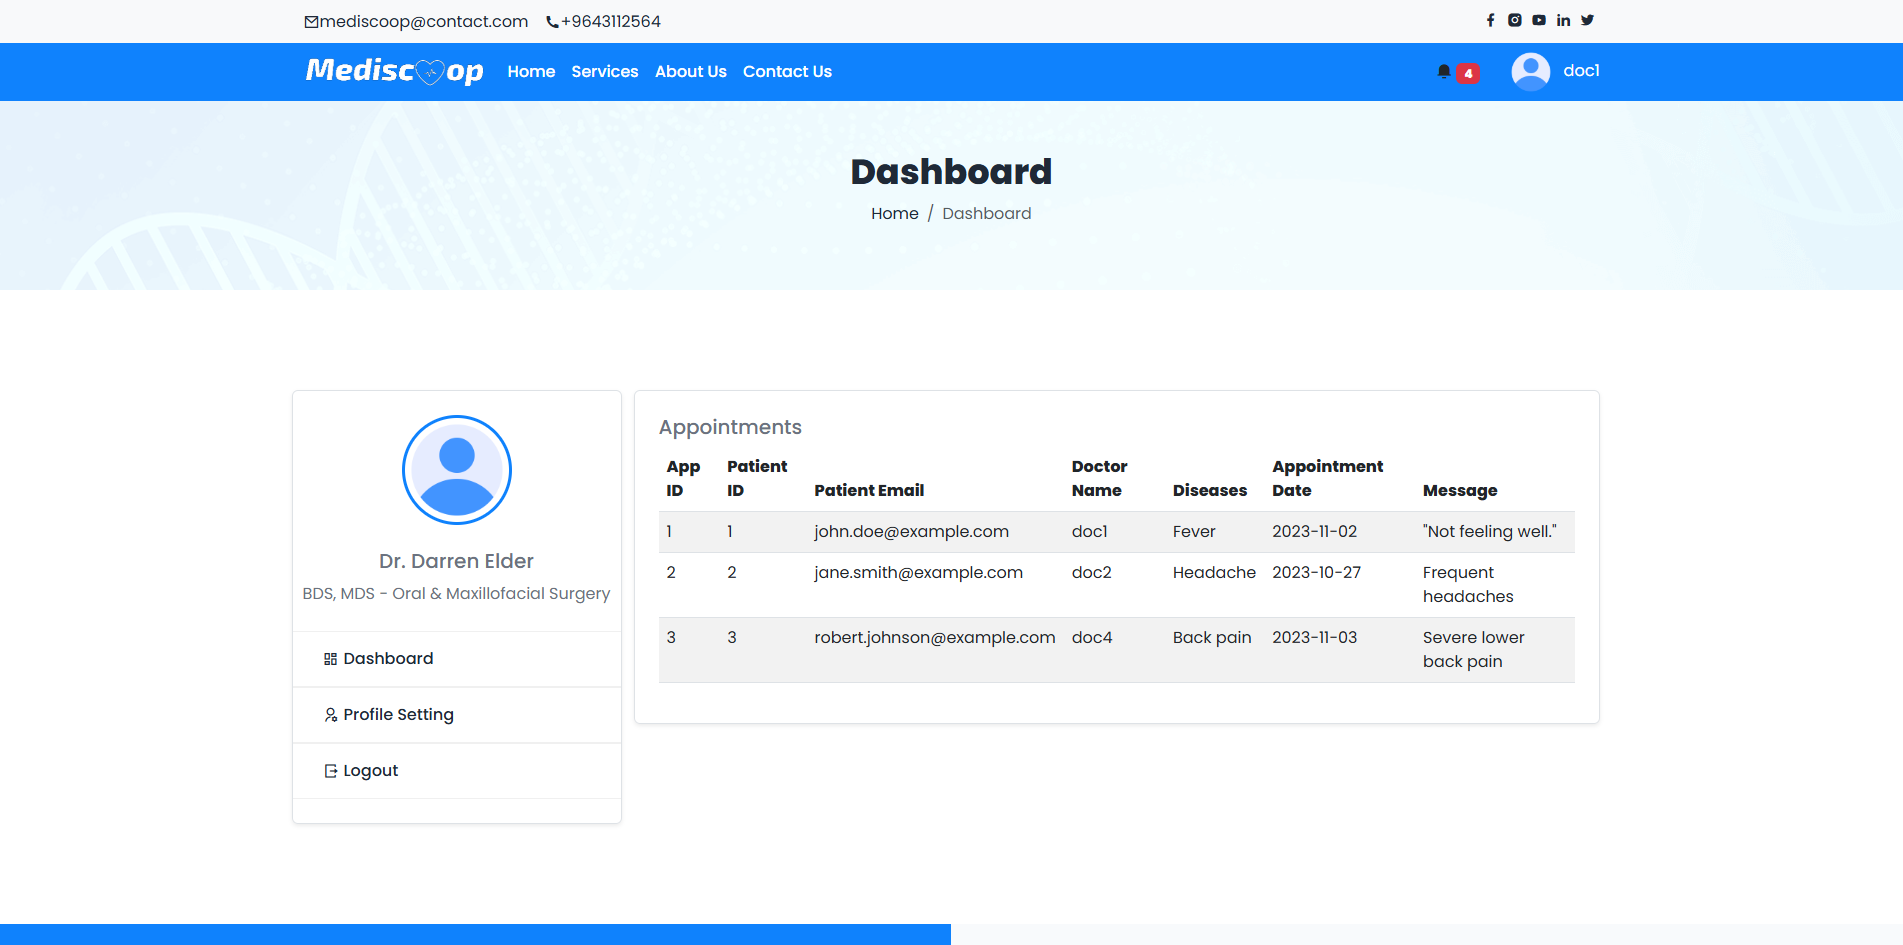 mediscoop@contact.com +9643112564
Mediscoop Home Services About Us Contact Us 4 doc1
Dashboard
Home / Dashboard
Dr. Darren Elder
BDS, MDS - Oral & Maxillofacial Surgery
Dashboard
Profile Setting
Logout
Appointments
App ID Patient ID Patient Email Doctor Name Diseases Appointment Date Message
1 1 john.doe@example.com doc1 Fever 2023-11-02 "Not feeling well."
2 2 jane.smith@example.com doc2 Headache 2023-10-27 Frequent
headaches
3 3 robert.johnson@example.com doc4 Back pain 2023-11-03 Severe lower
back pain